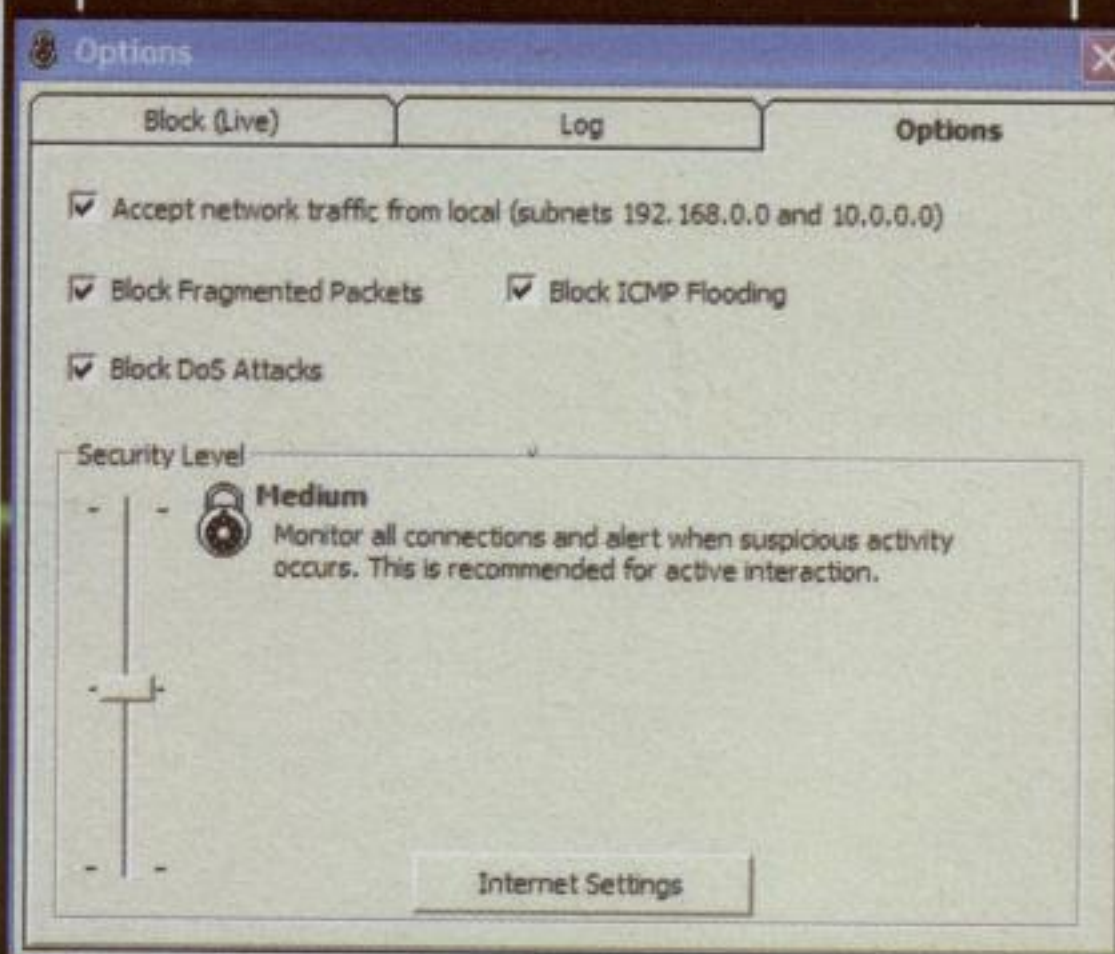 Options
Block (Live)
Log
Options
Accept network traffic from local (subnets 192.168.0.0 and 10.0.0.0)
Block Fragmented Packets
Block ICMP Flooding
Block DoS Attacks
Security Level
Medium
Monitor all connections and alert when suspicious activity
occurs. This is recommended for active interaction.
Internet Settings